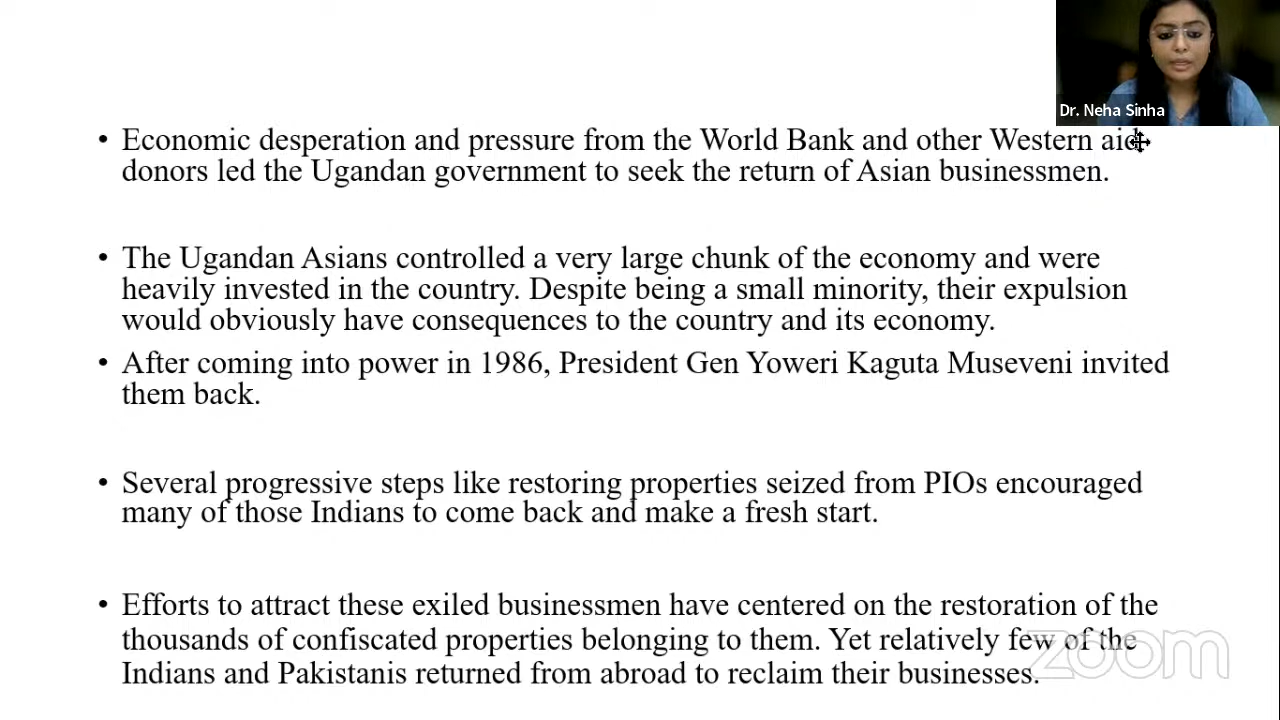 Dr. Neha Sinha
• Economic desperation and pressure from the World Bank and other Western aid
donors led the Ugandan government to seek the return of Asian businessmen.
• The Ugandan Asians controlled a very large chunk of the economy and were
heavily invested in the country. Despite being a small minority, their expulsion
would obviously have consequences to the country and its economy.
• After coming into power in 1986, President Gen Yoweri Kaguta Museveni invited
them back.
• Several progressive steps like restoring properties seized from PIOs encouraged
many of those Indians to come back and make a fresh start.
• Efforts to attract these exiled businessmen have centered on the restoration of the
thousands of confiscated properties belonging to them. Yet relatively few of the
Indians and Pakistanis returned from abroad to reclaim their businesses.
zoom